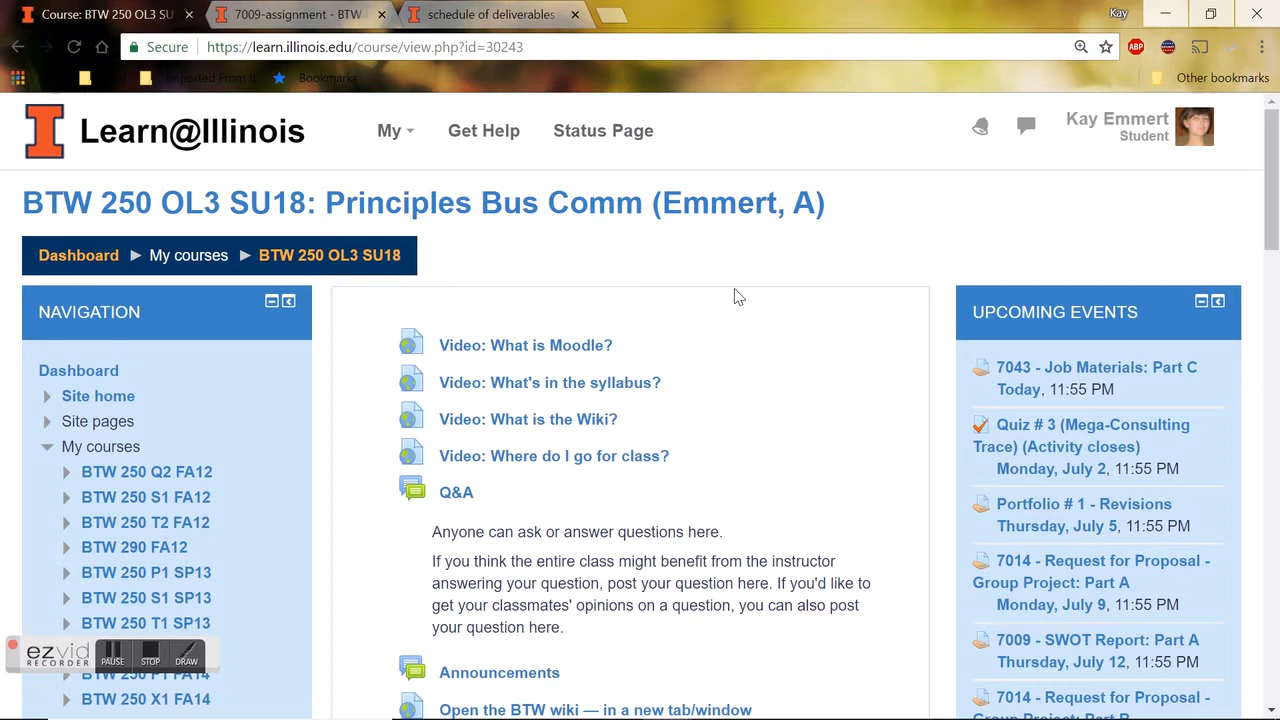 Course: BTW 250 OL3 SU
7009-assignment - BTW
schedule of deliverables
Kay
Secure
https://learn.illinois.edu/course/view.php?id=30243
ABP
Imported From
Bookmarks
Other bookmarks
I Learn@Illinois
My
Get Help
Status Page
Kay Emmert
Student
BTW 250 OL3 SU18: Principles Bus Comm (Emmert, A)
Dashboard ▶ My courses ▶ BTW 250 OL3 SU18
NAVIGATION
Dashboard
Site home
Site pages
My courses
BTW 250 Q2 FA12
BTW 250 S1 FA12
BTW 250 T2 FA12
BTW 290 FA12
BTW 250 P1 SP13
BTW 250 S1 SP13
BTW 250 T1 SP13
BTW 250 P1 FA14
BTW 250 X1 FA14
ezvid
RECORDER
PAUSE
STOP
DRAW
Video: What is Moodle?
Video: What's in the syllabus?
Video: What is the Wiki?
Video: Where do I go for class?
Q&A
Anyone can ask or answer questions here.
If you think the entire class might benefit from the instructor
answering your question, post your question here. If you'd like to
get your classmates' opinions on a question, you can also post
your question here.
Announcements
Open the BTW wiki — in a new tab/window
UPCOMING EVENTS
7043 - Job Materials: Part C
Today, 11:55 PM
Quiz # 3 (Mega-Consulting
Trace) (Activity closes)
Monday, July 2, 11:55 PM
Portfolio # 1 - Revisions
Thursday, July 5, 11:55 PM
7014 - Request for Proposal -
Group Project: Part A
Monday, July 9, 11:55 PM
7009 - SWOT Report: Part A
Thursday, July 12, 11:55 PM
7014 - Request for Proposal -
Group Project: Part B